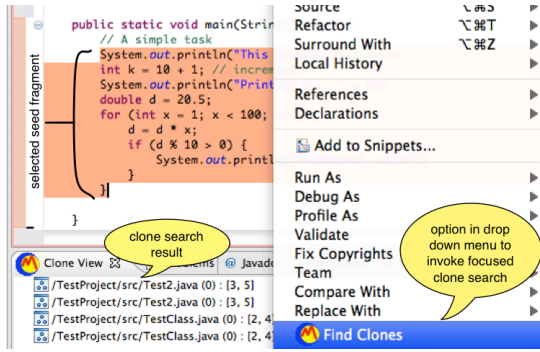 public static void main(Strin
// A simple task
System.out.println("This
int k = 10 + 1; // increm
System.out.println("Print
double d = 20.5;
for (int x = 1; x < 100;
d = d * x;
if (d % 10 > 0) {
System.out.printl
}
}
}
selected seed fragment
clone search
result
Clone View
@ Javado
/TestProject/src/Test2.java (0) : [3, 5]
/TestProject/src/Test2.java (0) : [3, 5]
/TestProject/src/TestClass.java (0) : [2, 4]
/TestProject/src/TestClass.java (0) : [2, 4]
Source ⌥⌘S
Refactor ⌥⌘T
Surround With ⌥⌘Z
Local History
References
Declarations
Add to Snippets...
Run As
Debug As
Profile As
Validate
Fix Copyrights
Team
Compare With
Replace With
Find Clones
option in drop
down menu to
invoke focused
clone search